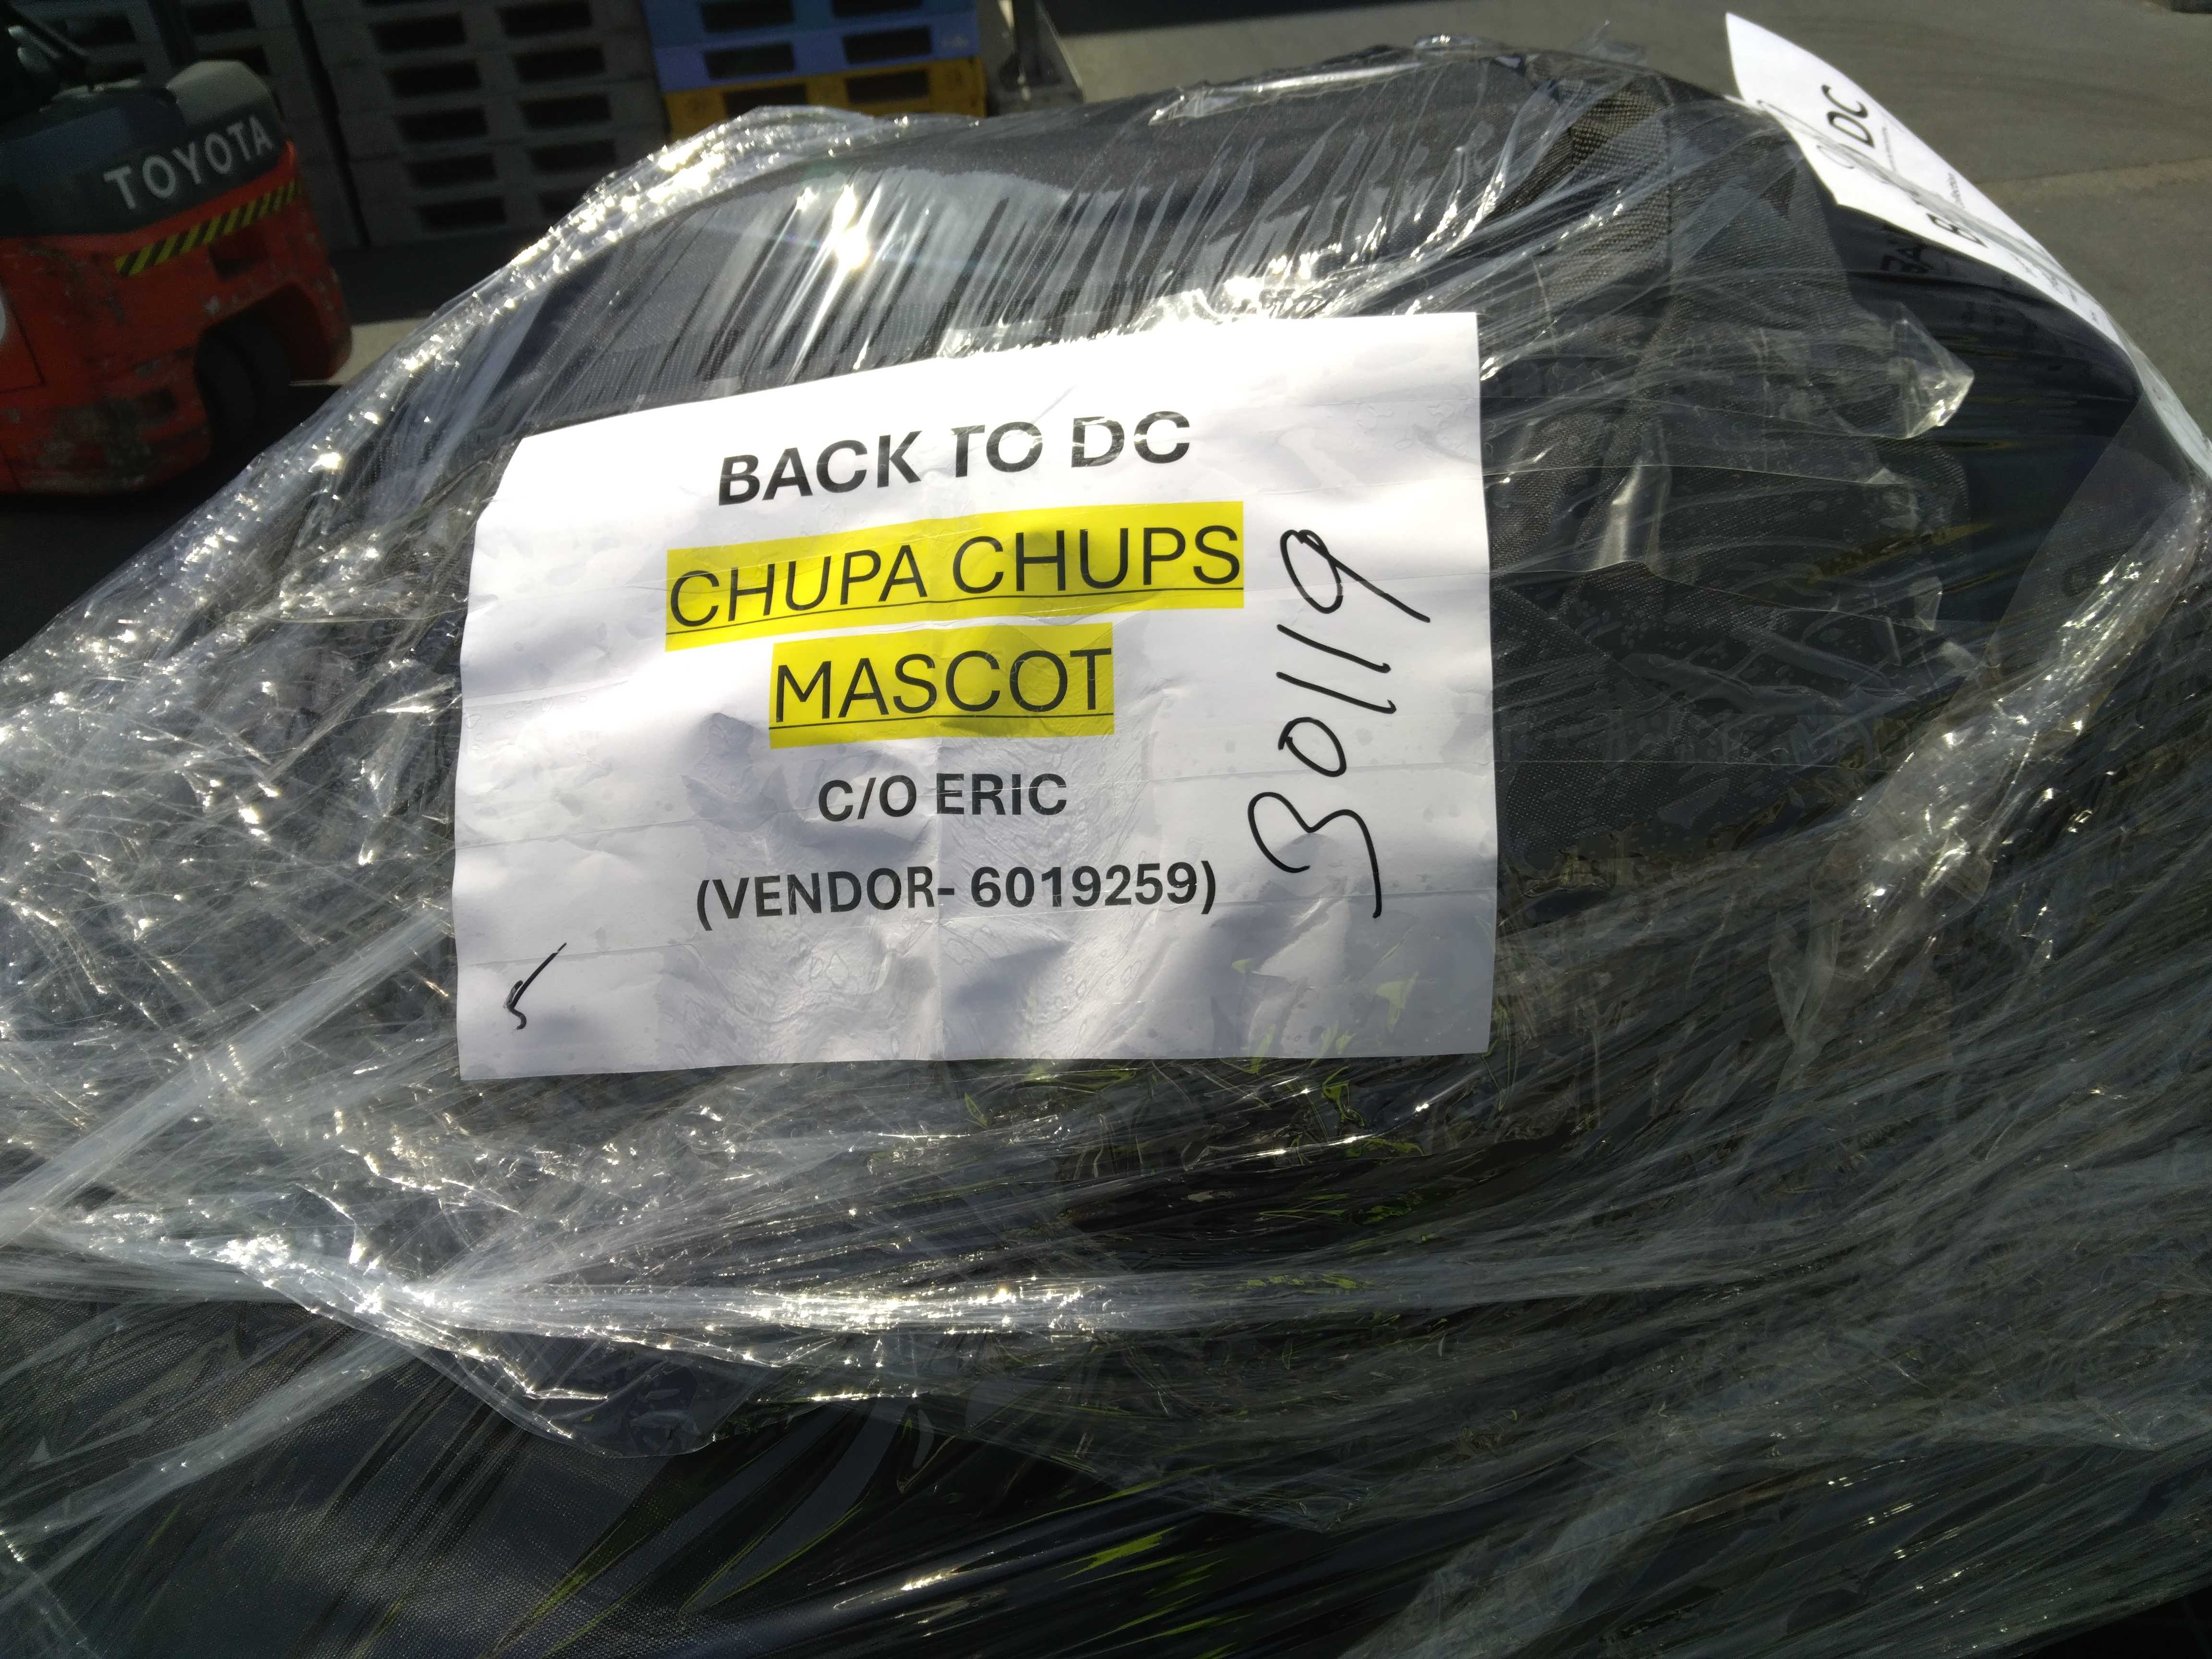 TOYOTA
BACK TO DC
CHUPA CHUPS
MASCOT
C/O ERIC
(VENDOR- 6019259)
30119
DC